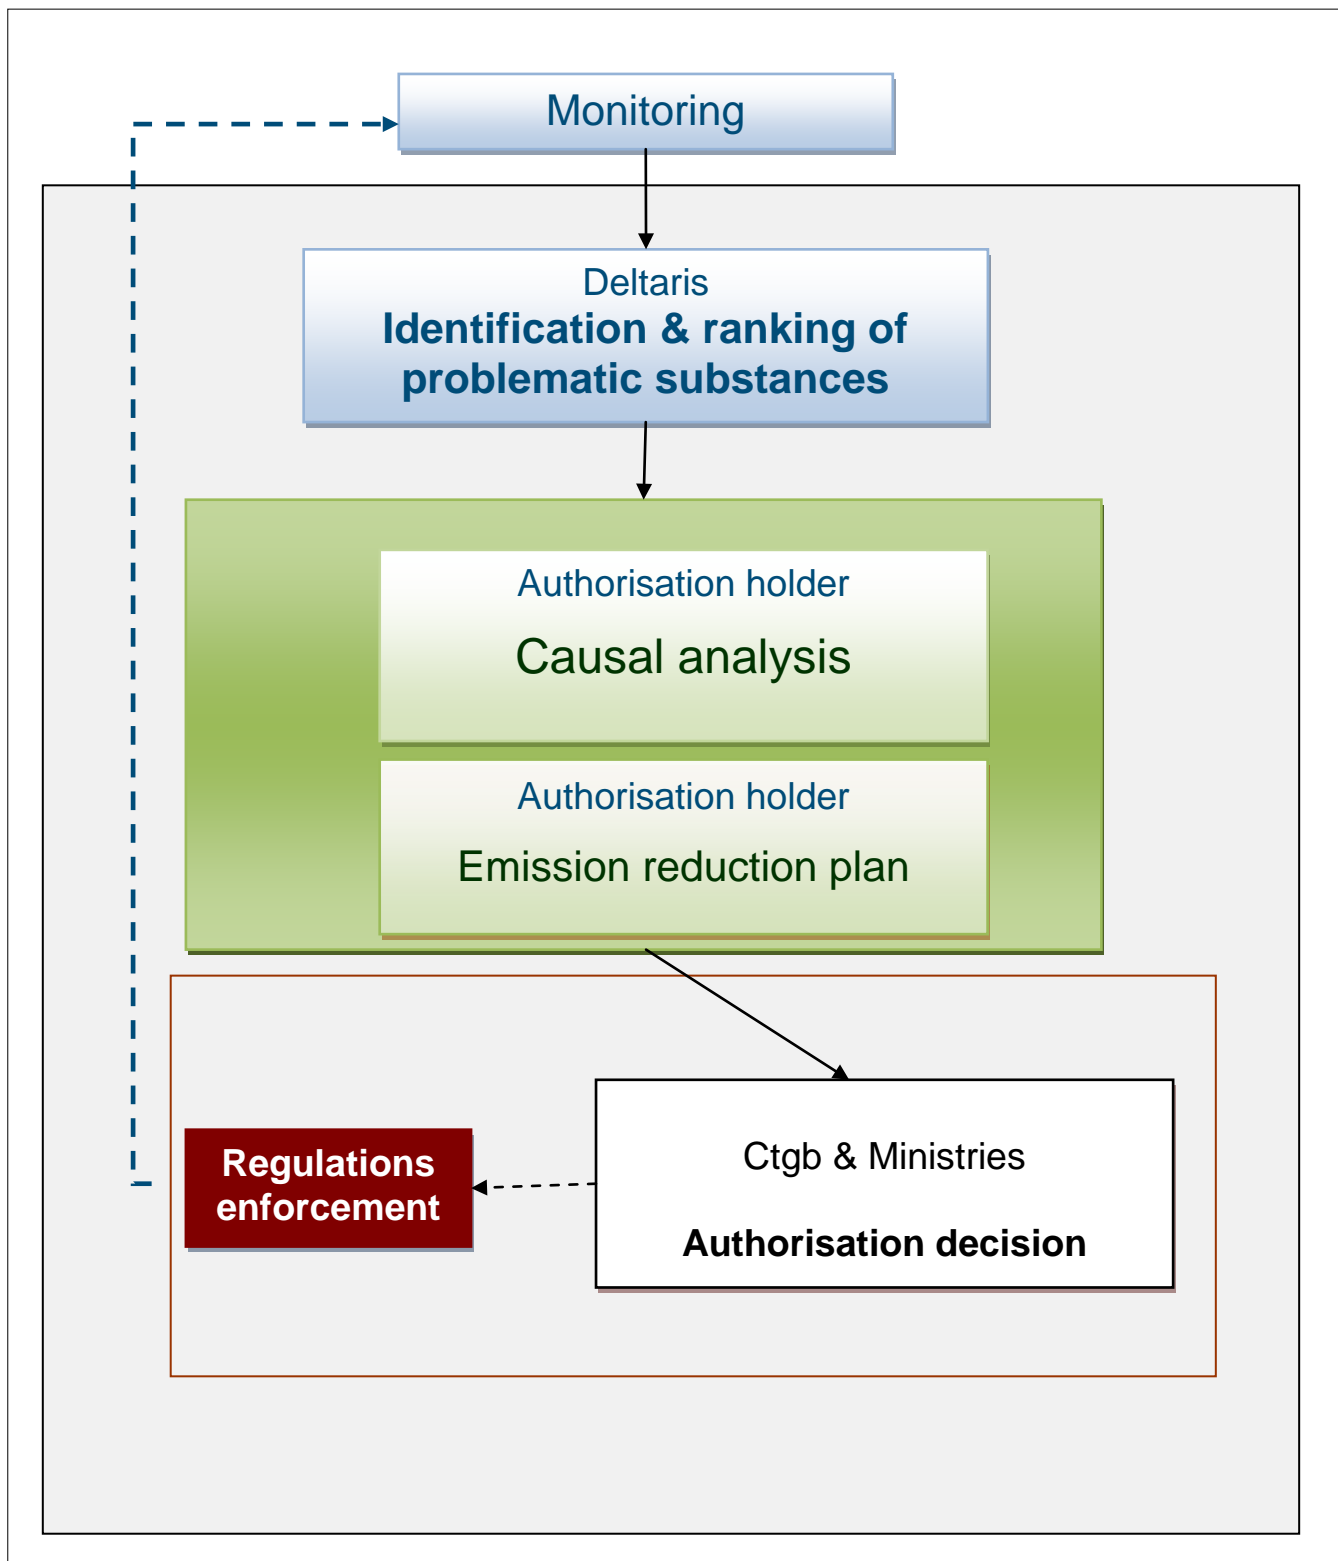 Monitoring
Deltaris
Identification & ranking of
problematic substances
Authorisation holder
Causal analysis
Authorisation holder
Emission reduction plan
Regulations
enforcement
Ctgb & Ministries
Authorisation decision